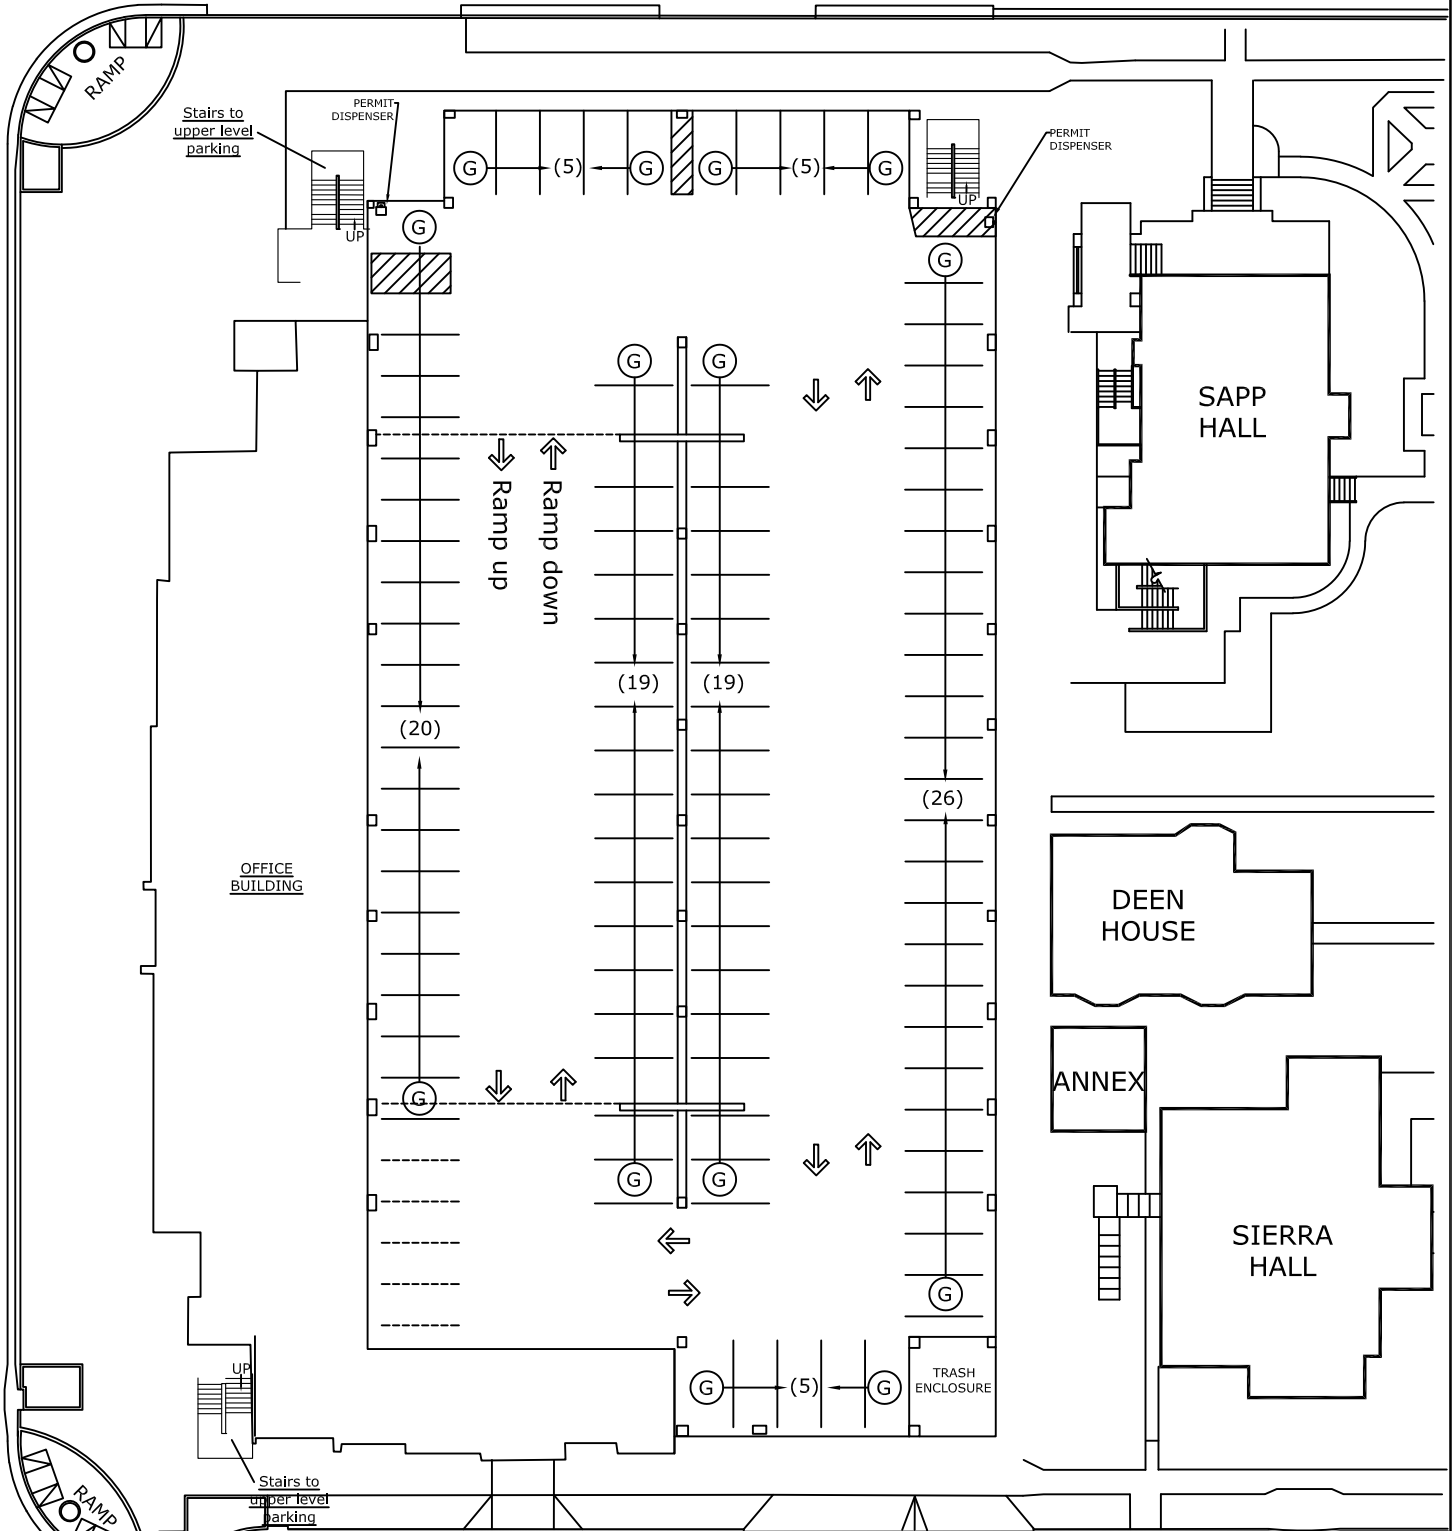 RAMP
Stairs to
upper level
parking
PERMIT
DISPENSER
PERMIT
DISPENSER
G (5) G
G (5) G
UP
UP
G
G
G
G
SAPP
HALL
Ramp up
Ramp down
(19)
(19)
(20)
(26)
OFFICE
BUILDING
DEEN
HOUSE
ANNEX
G
G
G
SIERRA
HALL
G
UP
G (5) G
TRASH
ENCLOSURE
Stairs to
upper level
parking
RAMP